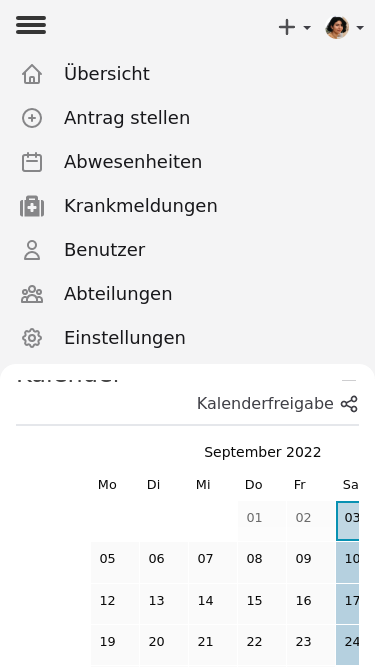 Übersicht
Antrag stellen
Abwesenheiten
Krankmeldungen
Benutzer
Abteilungen
Einstellungen
Kalender
Kalenderfreigabe
September 2022
Mo Di Mi Do Fr Sa
01 02 03
05 06 07 08 09 10
12 13 14 15 16 17
19 20 21 22 23 24